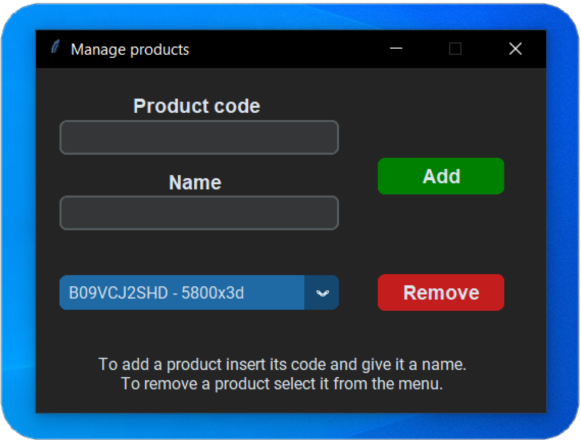 Manage products
Product code
Name
Add
B09VCJ2SHD - 5800x3d
Remove
To add a product insert its code and give it a name.
To remove a product select it from the menu.